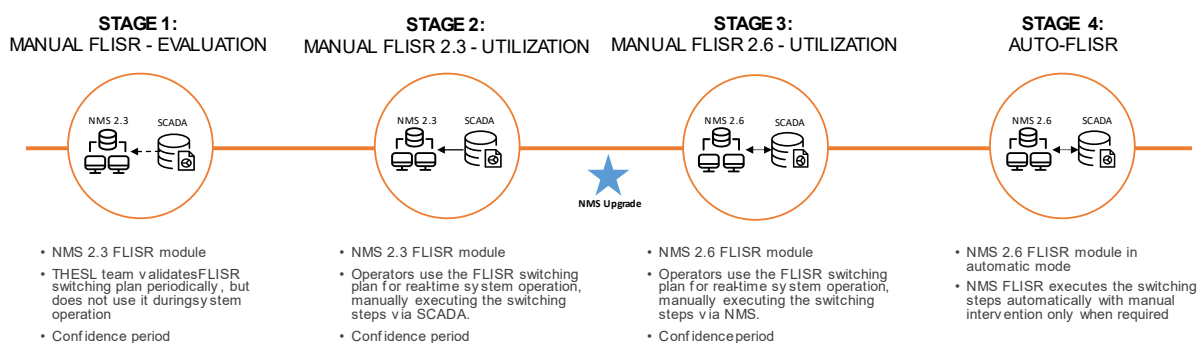 STAGE 1:
MANUAL FLISR - EVALUATION
STAGE 2:
MANUAL FLISR 2.3 - UTILIZATION
STAGE 3:
MANUAL FLISR 2.6 - UTILIZATION
STAGE 4:
AUTO-FLISR
NMS 2.3
SCADA
NMS 2.3
SCADA
NMS 2.6
SCADA
NMS 2.6
SCADA
NMS Upgrade
• NMS 2.3 FLISR module
• THESL team validatesFLISR
switching plan periodically, but
does not use it duringsystem
operation
• Confidence period
• NMS 2.3 FLISR module
• Operators use the FLISR switching
plan for real-time system operation,
manually executing the switching
steps via SCADA.
• Confidence period
• NMS 2.6 FLISR module
• Operators use the FLISR switching
plan for real-time system operation,
manually executing the switching
steps via NMS.
• Confidence period
• NMS 2.6 FLISR module in
automatic mode
• NMS FLISR executes the switching
steps automatically with manual
intervention only when required